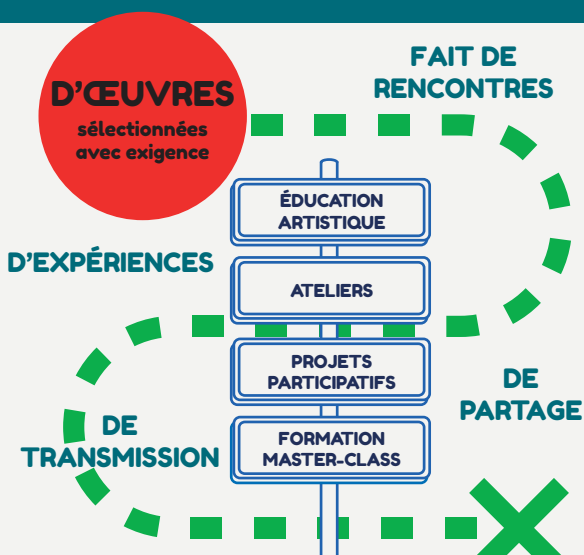 D'ŒUVRES
sélectionnées
avec exigence
FAIT DE
RENCONTRES
ÉDUCATION
ARTISTIQUE
D'EXPÉRIENCES
ATELIERS
PROJETS
PARTICIPATIFS
DE
PARTAGE
DE
TRANSMISSION
FORMATION
MASTER-CLASS